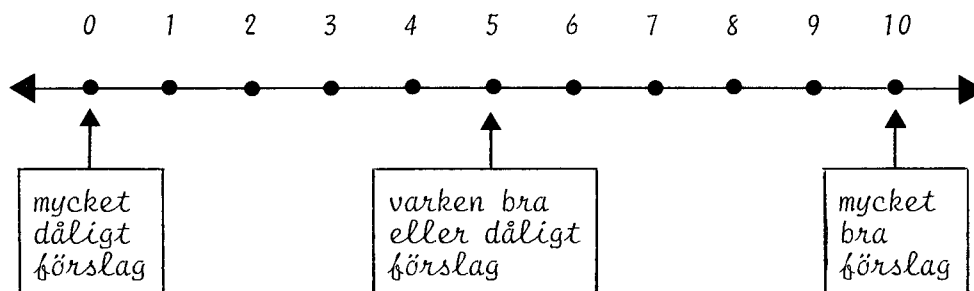 0 1 2 3 4 5 6 7 8 9 10
mycket
dåligt
förslag
varken bra
eller dåligt
förslag
mycket
bra
förslag